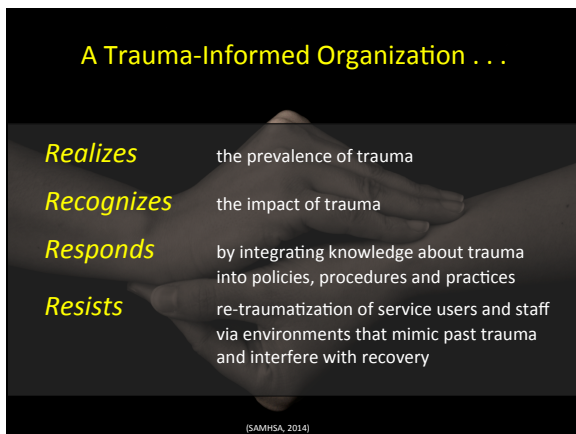 A Trauma-Informed Organization . . .
Realizes the prevalence of trauma
Recognizes the impact of trauma
Responds by integrating knowledge about trauma
into policies, procedures and practices
Resists re-traumatization of service users and staff
via environments that mimic past trauma
and interfere with recovery
(SAMHSA, 2014)